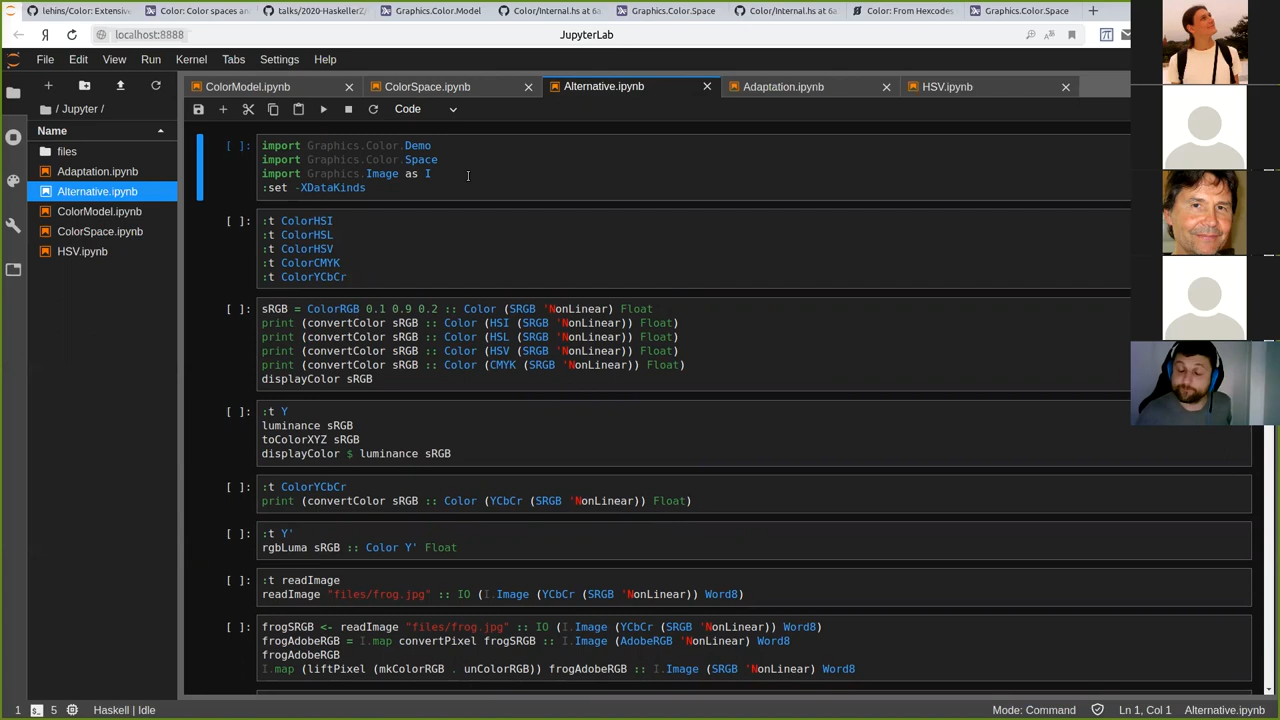 lehins/Color: Extensive
Color: Color spaces and
talks/2020-HaskellerZ/
Graphics.Color.Model
Color/Internal.hs at 6a
Graphics.Color.Space
Color/Internal.hs at 6a
Color: From Hexcodes
Graphics.Color.Space
localhost:8888
JupyterLab
File Edit View Run Kernel Tabs Settings Help
ColorModel.ipynb
ColorSpace.ipynb
Alternative.ipynb
Adaptation.ipynb
HSV.ipynb
Code
/ Jupyter /
Name
files
Adaptation.ipynb
Alternative.ipynb
ColorModel.ipynb
ColorSpace.ipynb
HSV.ipynb
[ ]: import Graphics.Color.Demo
import Graphics.Color.Space
import Graphics.Image as I
:set -XDataKinds
[ ]: :t ColorHSI
:t ColorHSL
:t ColorHSV
:t ColorCMYK
:t ColorYCbCr
[ ]: sRGB = ColorRGB 0.1 0.9 0.2 :: Color (SRGB 'NonLinear) Float
print (convertColor sRGB :: Color (HSI (SRGB 'NonLinear)) Float)
print (convertColor sRGB :: Color (HSL (SRGB 'NonLinear)) Float)
print (convertColor sRGB :: Color (HSV (SRGB 'NonLinear)) Float)
print (convertColor sRGB :: Color (CMYK (SRGB 'NonLinear)) Float)
displayColor sRGB
[ ]: :t Y
luminance sRGB
toColorXYZ sRGB
displayColor $ luminance sRGB
[ ]: :t ColorYCbCr
print (convertColor sRGB :: Color (YCbCr (SRGB 'NonLinear)) Float)
[ ]: :t Y'
rgbLuma sRGB :: Color Y' Float
[ ]: :t readImage
readImage "files/frog.jpg" :: IO (I.Image (YCbCr (SRGB 'NonLinear)) Word8)
[ ]: frogSRGB <- readImage "files/frog.jpg" :: IO (I.Image (YCbCr (SRGB 'NonLinear)) Word8)
frogAdobeRGB = I.map convertPixel frogSRGB :: I.Image (AdobeRGB 'NonLinear) Word8
frogAdobeRGB
I.map (liftPixel (mkColorRGB . unColorRGB)) frogAdobeRGB :: I.Image (SRGB 'NonLinear) Word8
1 5 Haskell | Idle
Mode: Command Ln 1, Col 1 Alternative.ipynb